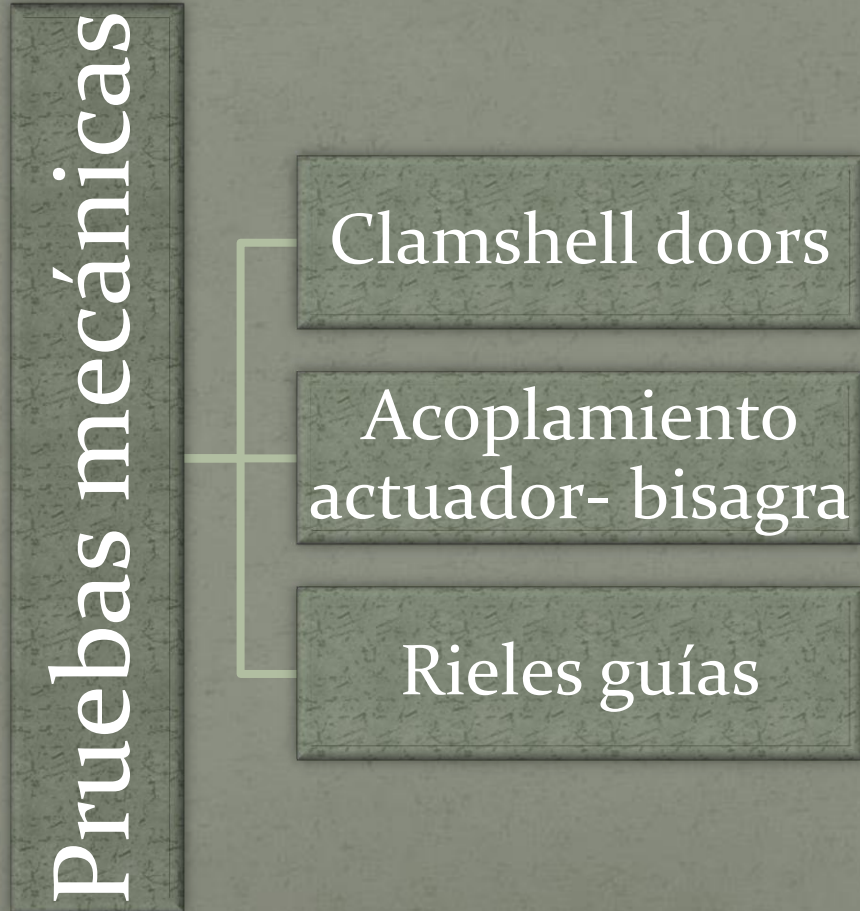 Pruebas mecánicas
Clamshell doors
Acoplamiento
actuador- bisagra
Rieles guías